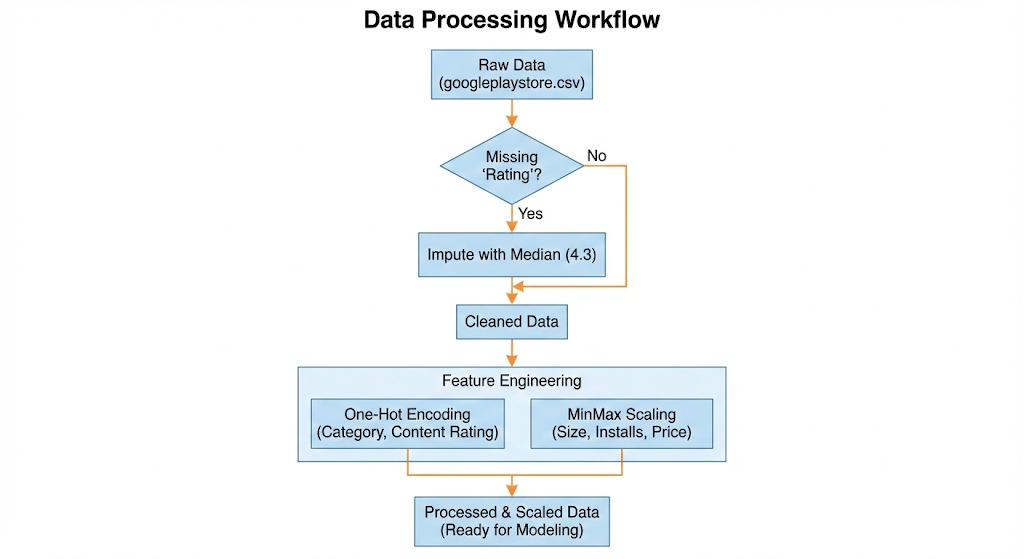 Data Processing Workflow
Raw Data
(googleplaystore.csv)
Missing
‘Rating’?
No
Yes
Impute with Median (4.3)
Cleaned Data
Feature Engineering
One-Hot Encoding
(Category, Content Rating)
MinMax Scaling
(Size, Installs, Price)
Processed & Scaled Data
(Ready for Modeling)